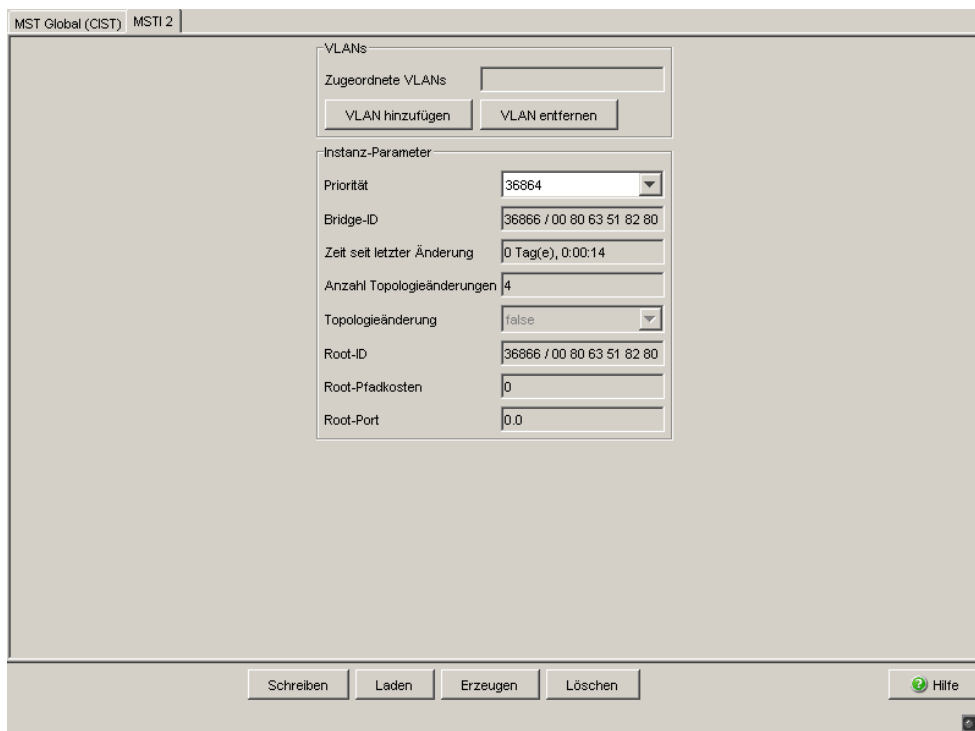 MST Global (CIST) MSTI 2
VLANs
Zugeordnete VLANs
VLAN hinzufügen VLAN entfernen
Instanz-Parameter
Priorität 36864
Bridge-ID 36866 / 00 80 63 51 82 80
Zeit seit letzter Änderung 0 Tag(e), 0:00:14
Anzahl Topologieänderungen 4
Topologieänderung false
Root-ID 36866 / 00 80 63 51 82 80
Root-Pfadkosten 0
Root-Port 0.0
Schreiben Laden Erzeugen Löschen Hilfe